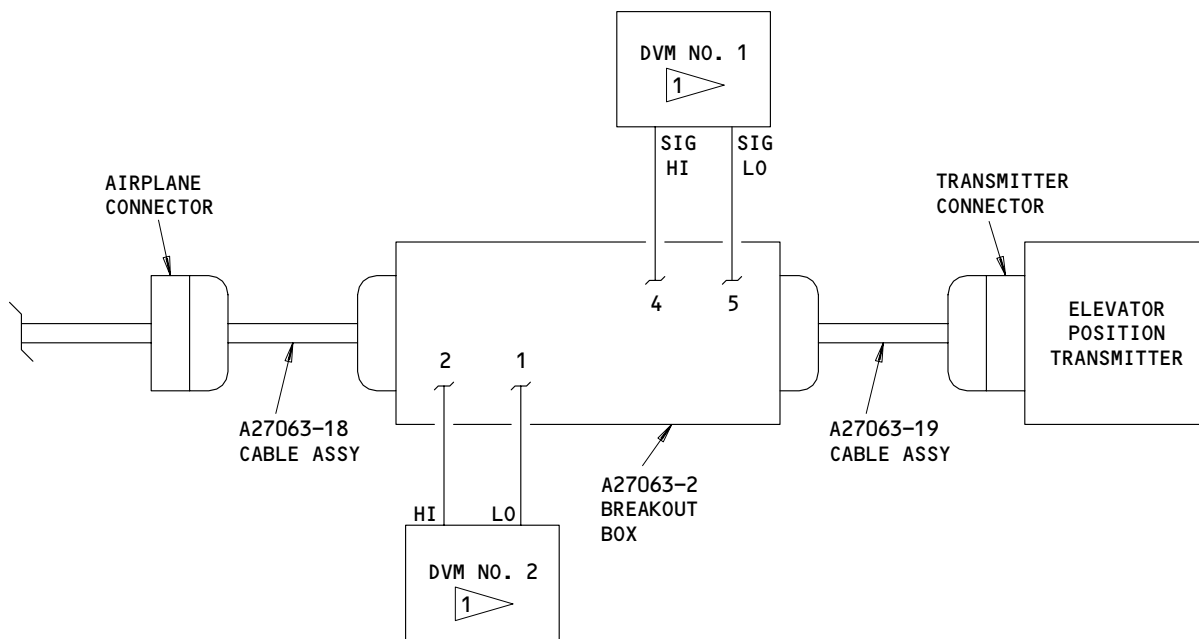 DVM NO. 1
1
SIG
HI
SIG
LO
AIRPLANE
CONNECTOR
TRANSMITTER
CONNECTOR
4
5
ELEVATOR
POSITION
TRANSMITTER
2
1
A27063-18
CABLE ASSY
A27063-19
CABLE ASSY
A27063-2
BREAKOUT
BOX
HI
LO
DVM NO. 2
1